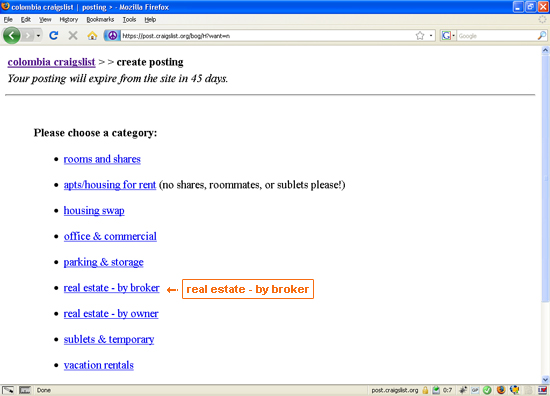 colombia craigslist | posting > - Mozilla Firefox
File Edit View History Bookmarks Tools Help
https://post.craigslist.org/bog/H?want=n
Google
colombia craigslist > > create posting
Your posting will expire from the site in 45 days.
Please choose a category:
rooms and shares
apts/housing for rent (no shares, roommates, or sublets please!)
housing swap
office & commercial
parking & storage
real estate - by broker real estate - by broker
real estate - by owner
sublets & temporary
vacation rentals
Done post.craigslist.org 0:7